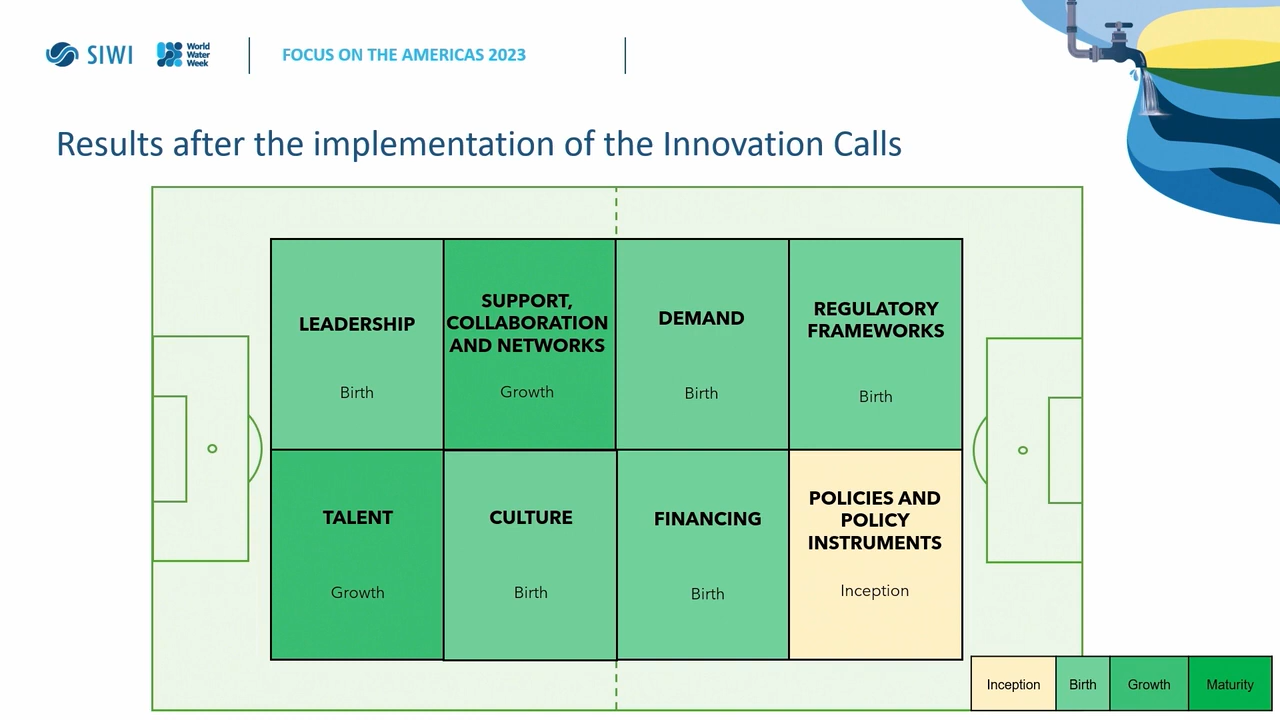 SIWI
World
Water
Week
FOCUS ON THE AMERICAS 2023
Results after the implementation of the Innovation Calls
LEADERSHIP
Birth
SUPPORT,
COLLABORATION
AND NETWORKS
Growth
DEMAND
Birth
REGULATORY
FRAMEWORKS
Birth
TALENT
Growth
CULTURE
Birth
FINANCING
Birth
POLICIES AND
POLICY
INSTRUMENTS
Inception
Inception
Birth
Growth
Maturity